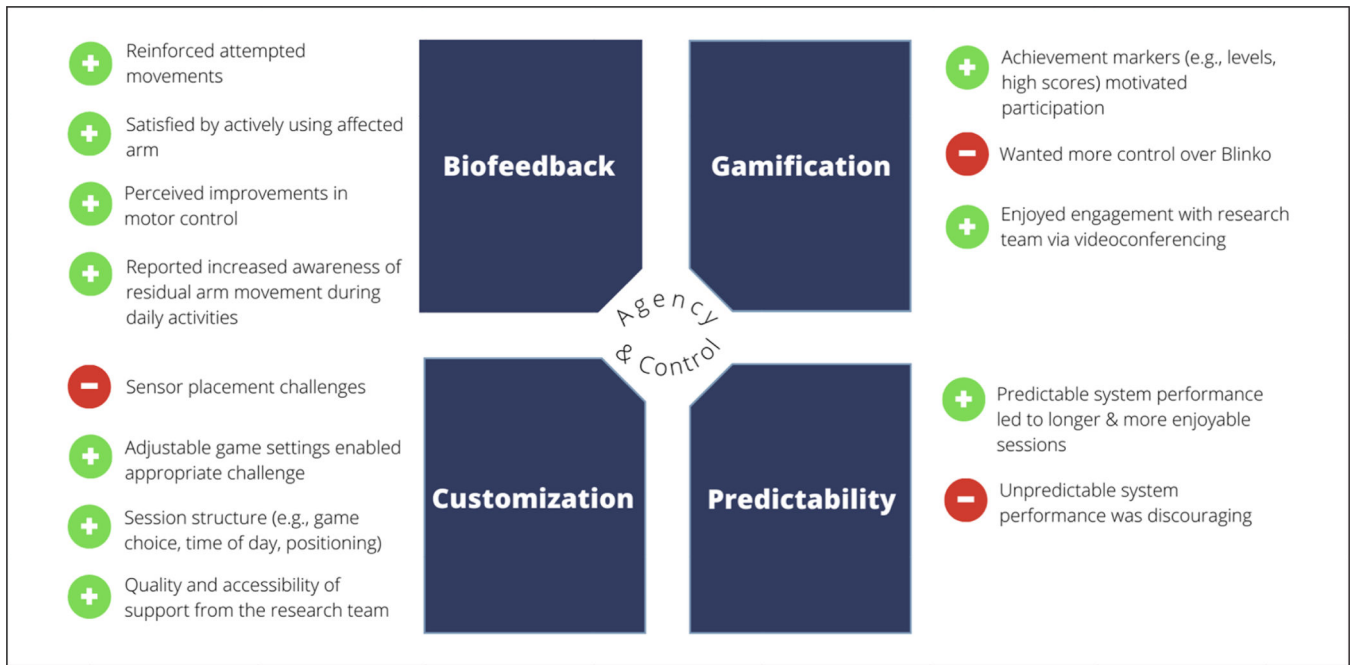 Reinforced attempted
movements
Satisfied by actively using affected
arm
Perceived improvements in
motor control
Reported increased awareness of
residual arm movement during
daily activities
Biofeedback
Gamification
Achievement markers (e.g., levels,
high scores) motivated
participation
Wanted more control over Blinko
Enjoyed engagement with research
team via videoconferencing
Agency
& Control
Sensor placement challenges
Adjustable game settings enabled
appropriate challenge
Session structure (e.g., game
choice, time of day, positioning)
Quality and accessibility of
support from the research team
Customization
Predictability
Predictable system performance
led to longer & more enjoyable
sessions
Unpredictable system
performance was discouraging